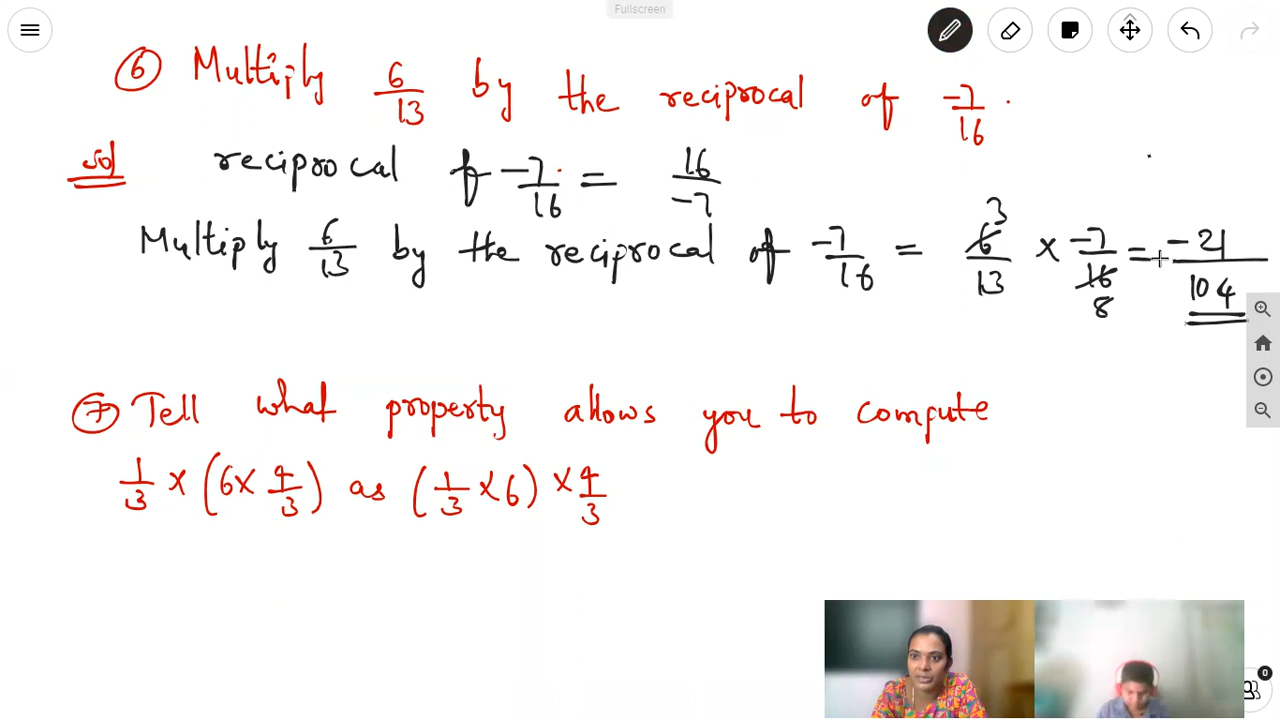 Fullscreen
⑥ Multiply 6/13 by the reciprocal of -7/16.
Sol reciprocal of -7/16 = 16/-7
Multiply 6/13 by the reciprocal of -7/16 = 6/13 3 × -7/16 8 = -21/104
⑦ Tell what property allows you to compute
1/3 × (6 × 4/3) as (1/3 × 6) × 4/3
0